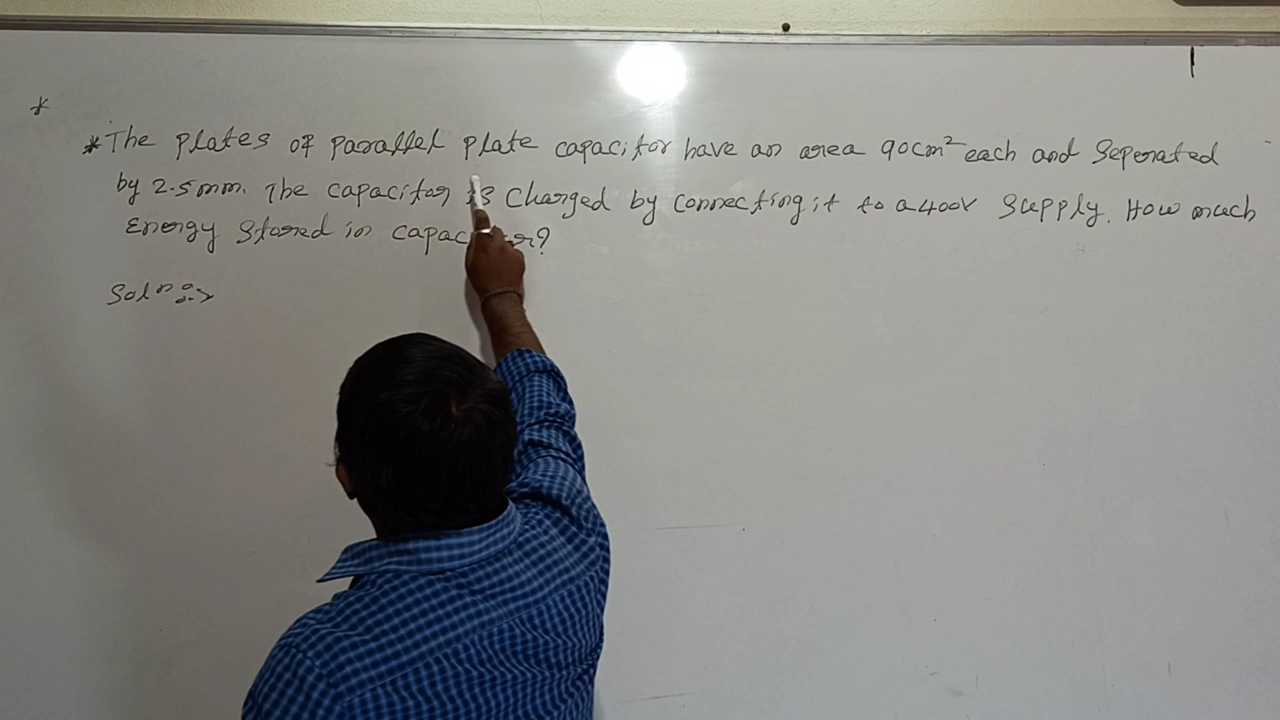 *
* The plates of parallel plate capacitor have an area 90cm² each and Seperated
by 2.5mm. The capacitor is Charged by connecting it to a 400V Supply. How much
Energy stored in capacitor?
Solⁿ:->